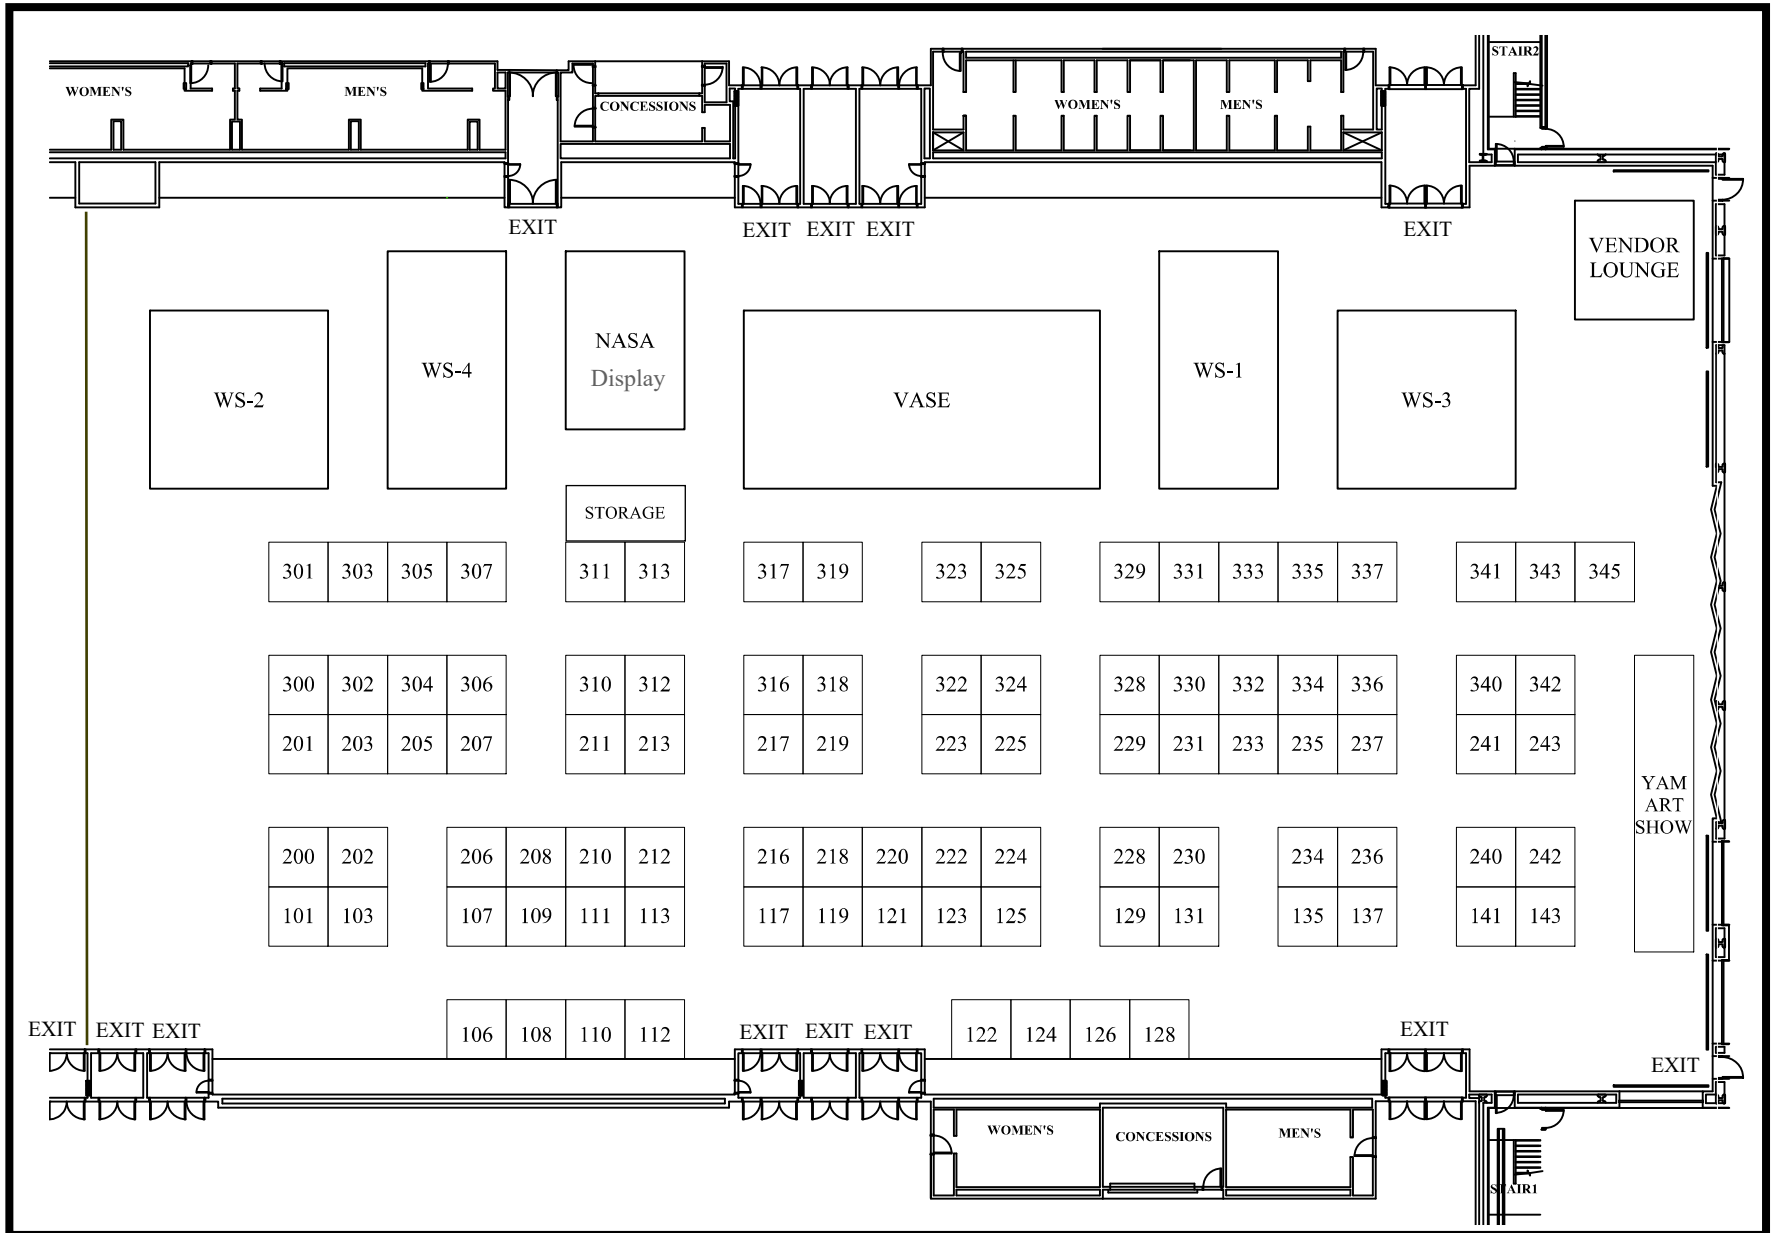 STAIR2
WOMEN'S
MEN'S
CONCESSIONS
WOMEN'S
MEN'S
EXIT
EXIT
EXIT
EXIT
EXIT
VENDOR
LOUNGE
WS-2
WS-4
NASA
Display
VASE
WS-1
WS-3
STORAGE
301 303 305 307 311 313 317 319 323 325 329 331 333 335 337 341 343 345
300 302 304 306 310 312 316 318 322 324 328 330 332 334 336 340 342
201 203 205 207 211 213 217 219 223 225 229 231 233 235 237 241 243
YAM
ART
SHOW
200 202 206 208 210 212 216 218 220 222 224 228 230 234 236 240 242
101 103 107 109 111 113 117 119 121 123 125 129 131 135 137 141 143
EXIT EXIT EXIT
106 108 110 112
EXIT EXIT EXIT
122 124 126 128
EXIT
EXIT
WOMEN'S
CONCESSIONS
MEN'S
STAIR1